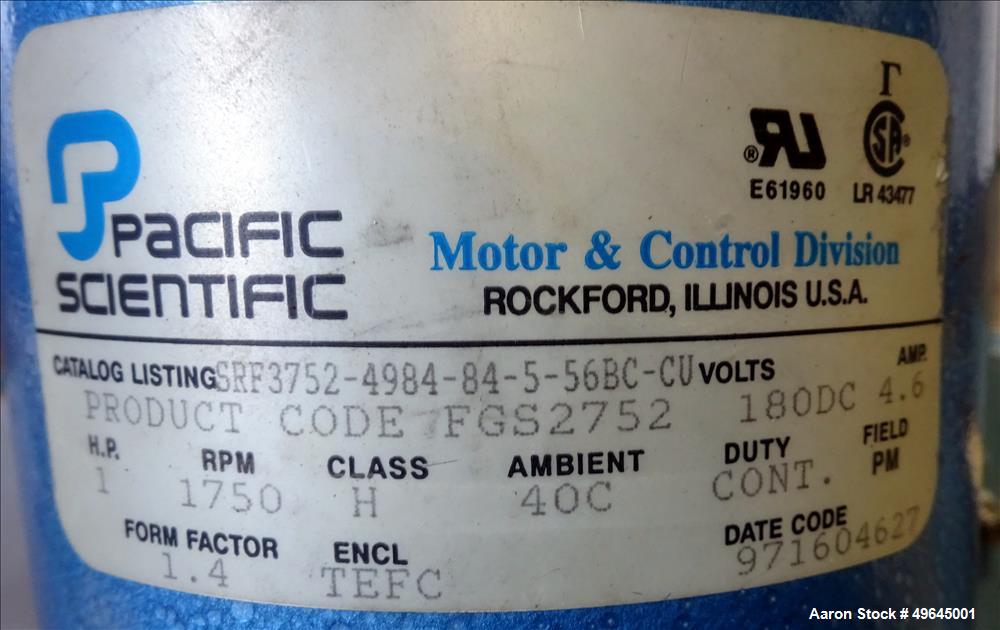 Γ
RU ®
SA ®
E61960 LR 43477
PACIFIC
SCIENTIFIC
Motor & Control Division
ROCKFORD, ILLINOIS U.S.A.
CATALOG LISTING SRF3752-4984-84-5-56BC-CU VOLTS AMP.
PRODUCT CODE FGS2752 180DC 4.6
H.P. RPM CLASS AMBIENT DUTY FIELD
1 1750 H 40C CONT. PM
FORM FACTOR ENCL DATE CODE
1.4 TEFC 971604627
Aaron Stock # 49645001